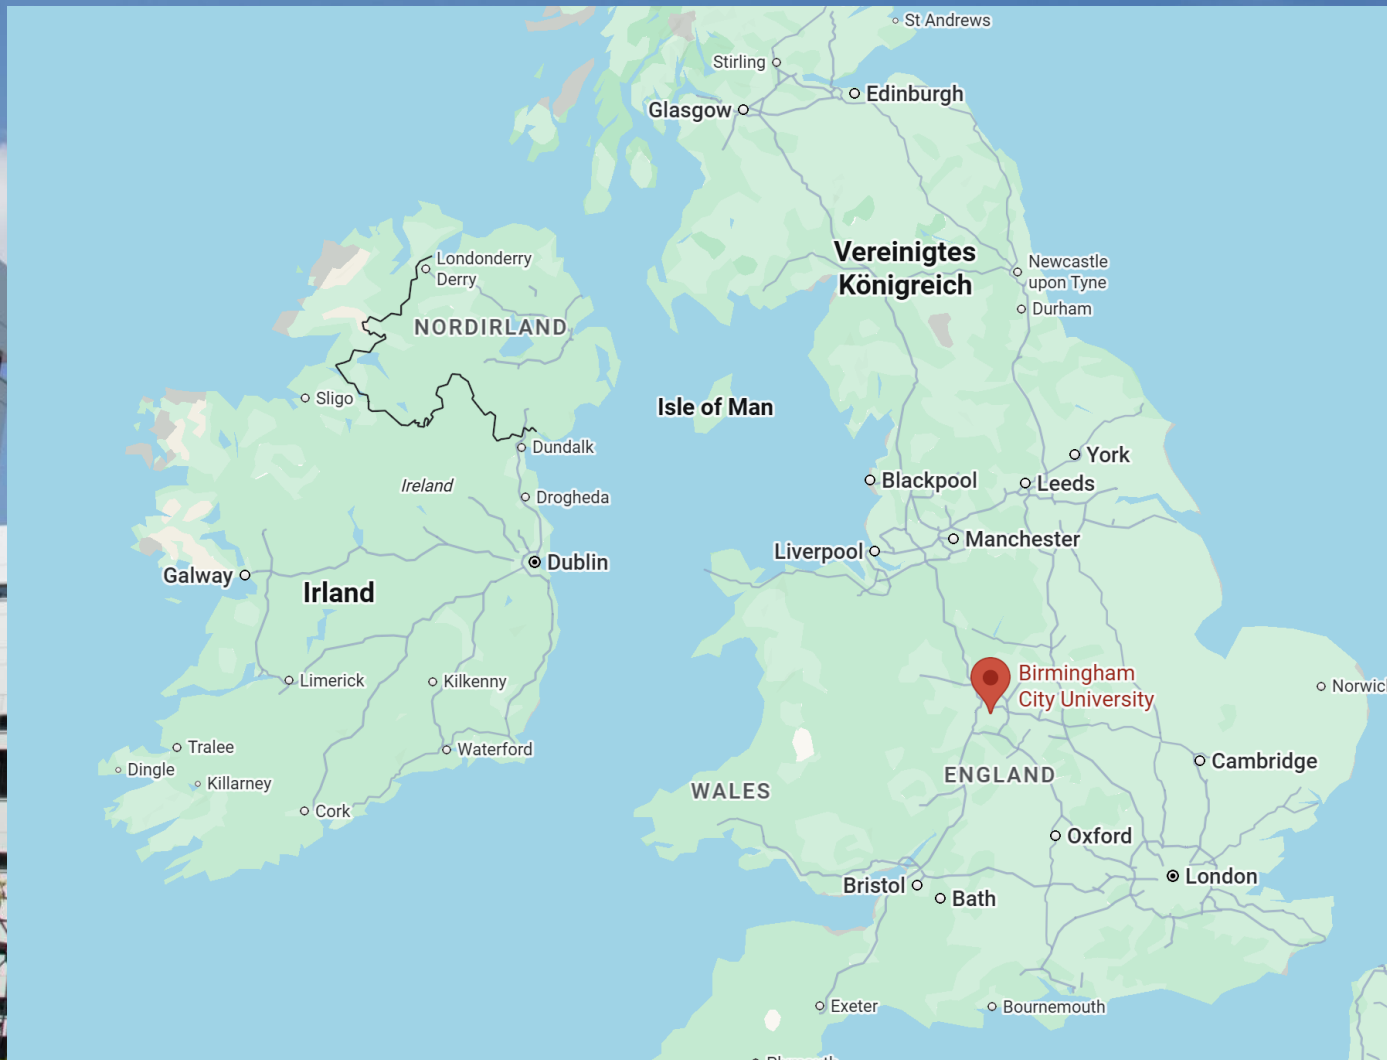 St Andrews
Stirling
Edinburgh
Glasgow
Vereinigtes
Königreich
Londonderry
Derry
Newcastle
upon Tyne
Durham
NORDIRLAND
Sligo
Isle of Man
Dundalk
York
Blackpool
Leeds
Ireland
Drogheda
Manchester
Liverpool
Dublin
Galway
Irland
Birmingham
City University
Limerick
Kilkenny
Norwic
Tralee
Waterford
Dingle
Killarney
Cambridge
ENGLAND
WALES
Cork
Oxford
London
Bristol
Bath
Exeter
Bournemouth